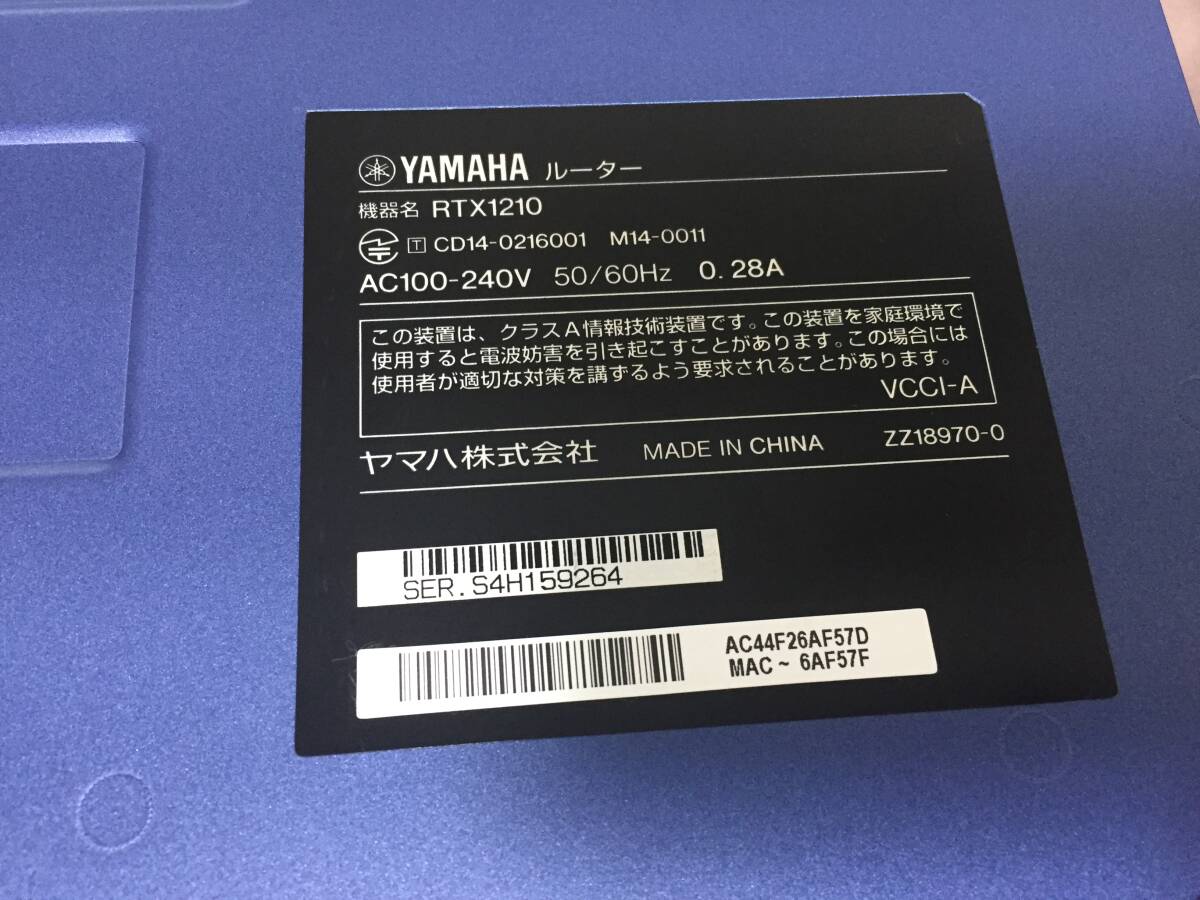 YAMAHA ルーター
機器名 RTX1210
T CD14-0216001 M14-0011
AC100-240V 50/60Hz 0.28A
この装置は、クラスA情報技術装置です。この装置を家庭環境で
使用すると電波妨害を引き起こすことがあります。この場合には
使用者が適切な対策を講ずるよう要求されることがあります。
VCCI-A
ヤマハ株式会社 MADE IN CHINA ZZ18970-0
SER. S4H159264
AC44F26AF57D
MAC ~ 6AF57F